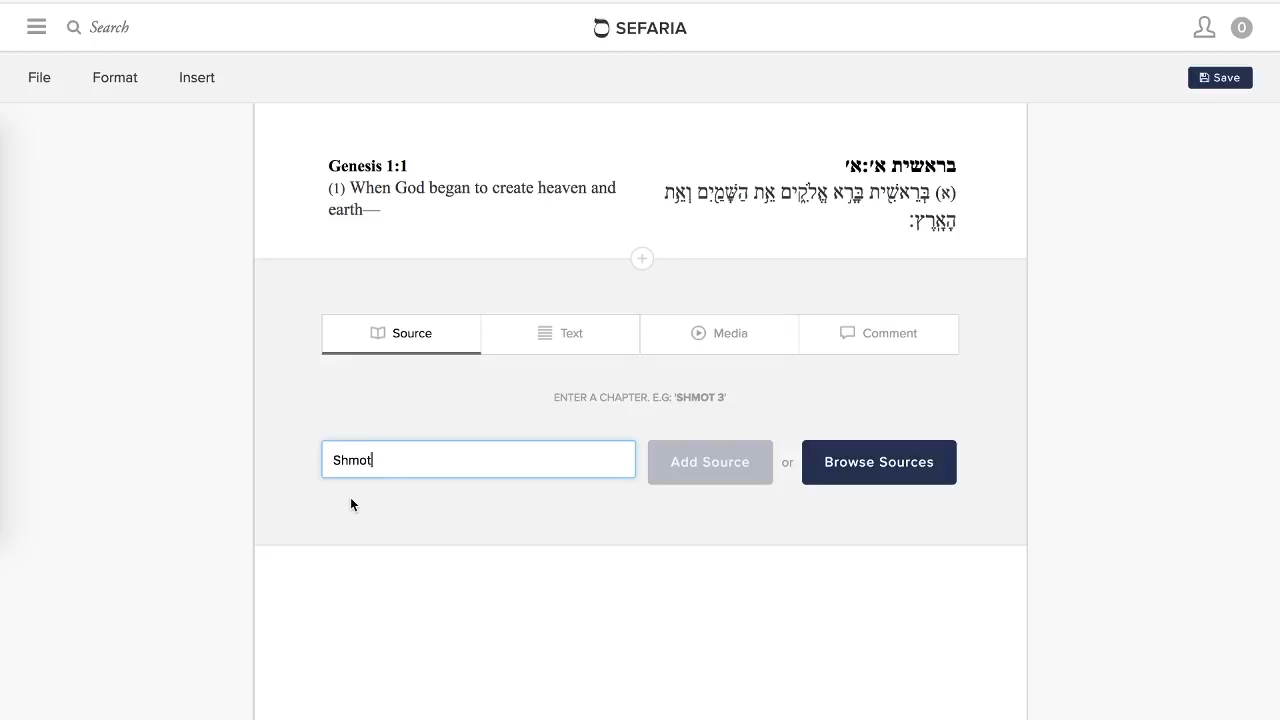 Search
SEFARIA
0
File
Format
Insert
Save
Genesis 1:1
(1) When God began to create heaven and
earth—
בראשית א׳:א׳
(א) בְּרֵאשִׁ֖ית בָּרָ֣א אֱלֹקִ֑ים אֵ֥ת הַשָּׁמַ֖יִם וְאֵ֥ת
הָאָֽרֶץ׃
+
Source
Text
Media
Comment
ENTER A CHAPTER. E.G: 'SHMOT 3'
Shmot
Add Source
or
Browse Sources